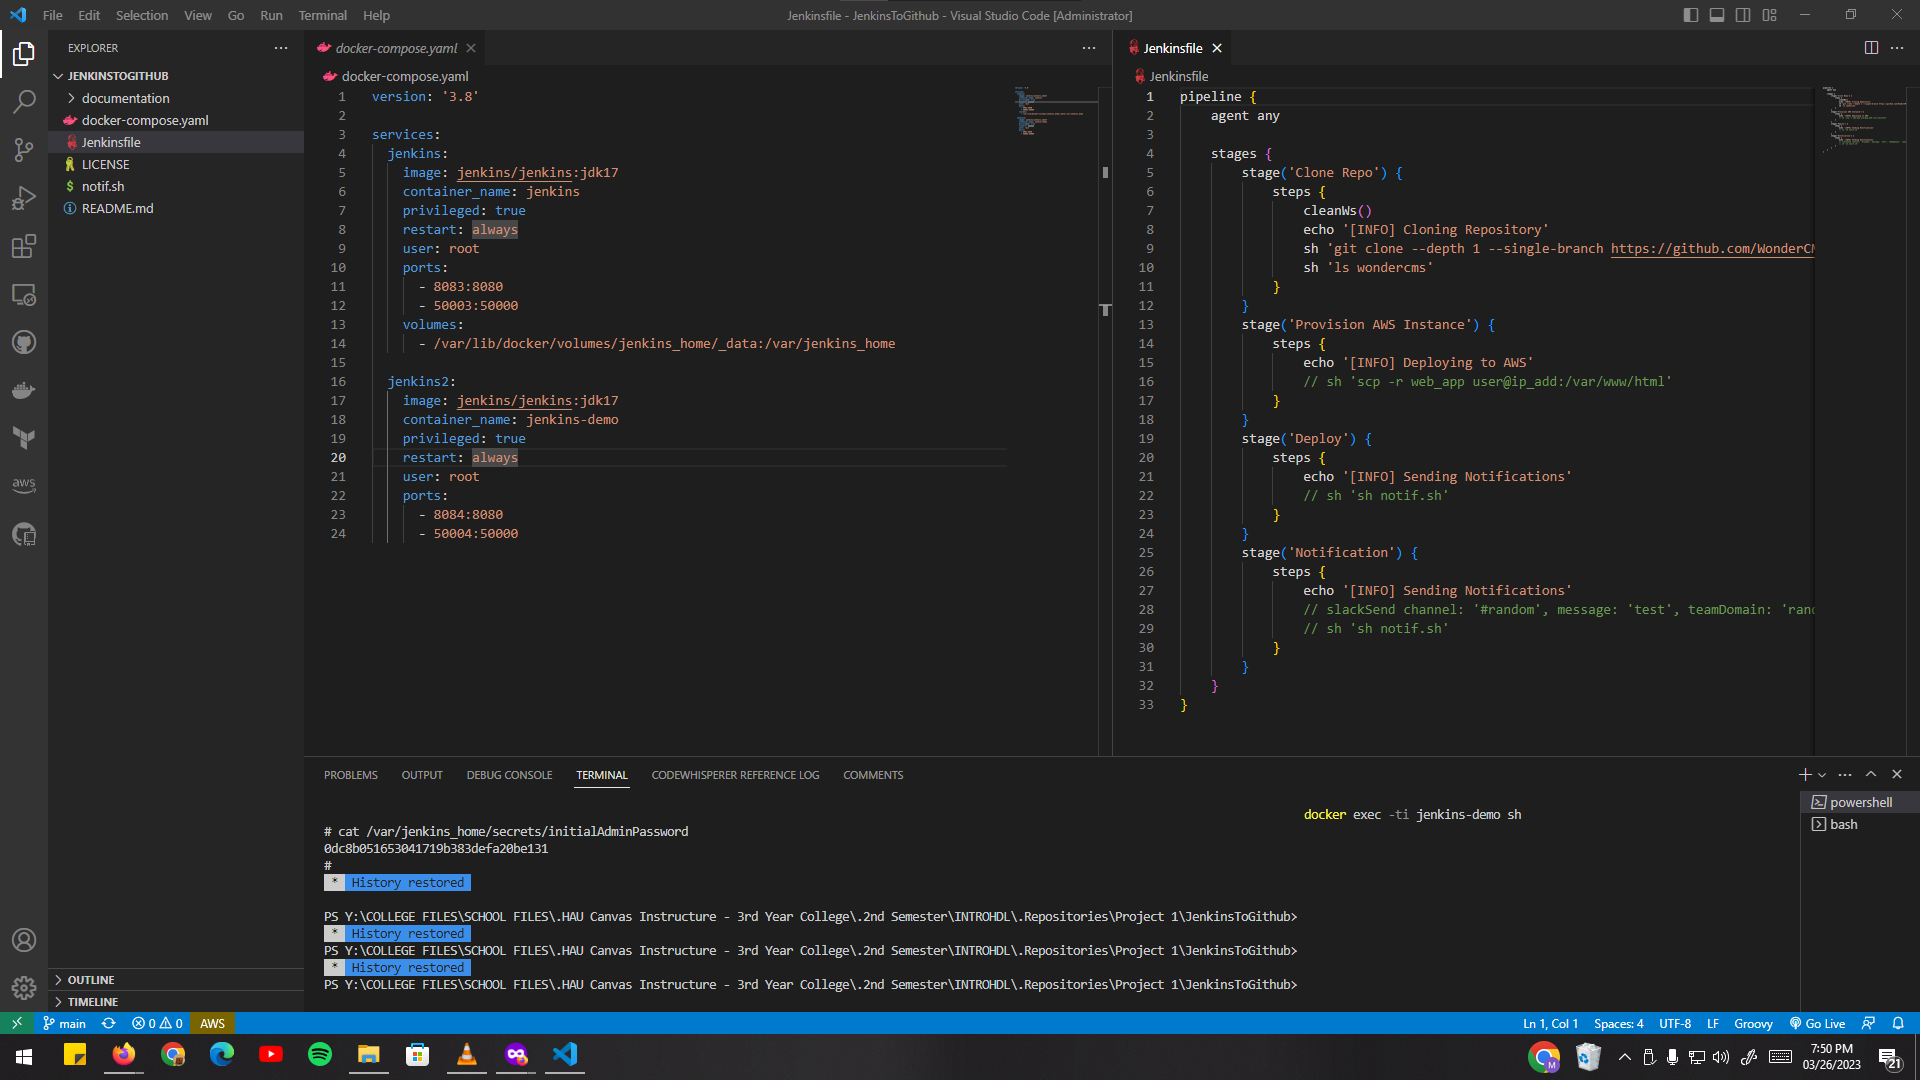 File Edit Selection View Go Run Terminal Help
Jenkinsfile - JenkinsToGithub - Visual Studio Code [Administrator]
EXPLORER
JENKINSTOGITHUB
documentation
docker-compose.yaml
Jenkinsfile
LICENSE
$ notif.sh
README.md
OUTLINE
TIMELINE
docker-compose.yaml
docker-compose.yaml
1 version: '3.8'
2
3 services:
4 jenkins:
5 image: jenkins/jenkins:jdk17
6 container_name: jenkins
7 privileged: true
8 restart: always
9 user: root
10 ports:
11 - 8083:8080
12 - 50003:50000
13 volumes:
14 - /var/lib/docker/volumes/jenkins_home/_data:/var/jenkins_home
15
16 jenkins2:
17 image: jenkins/jenkins:jdk17
18 container_name: jenkins-demo
19 privileged: true
20 restart: always
21 user: root
22 ports:
23 - 8084:8080
24 - 50004:50000
Jenkinsfile
Jenkinsfile
1 pipeline {
2 agent any
3
4 stages {
5 stage('Clone Repo') {
6 steps {
7 cleanWs()
8 echo '[INFO] Cloning Repository'
9 sh 'git clone --depth 1 --single-branch https://github.com/WonderCM
10 sh 'ls wondercms'
11 }
12 }
13 stage('Provision AWS Instance') {
14 steps {
15 echo '[INFO] Deploying to AWS'
16 // sh 'scp -r web_app user@ip_add:/var/www/html'
17 }
18 }
19 stage('Deploy') {
20 steps {
21 echo '[INFO] Sending Notifications'
22 // sh 'sh notif.sh'
23 }
24 }
25 stage('Notification') {
26 steps {
27 echo '[INFO] Sending Notifications'
28 // slackSend channel: '#random', message: 'test', teamDomain: 'rand
29 // sh 'sh notif.sh'
30 }
31 }
32 }
33 }
PROBLEMS OUTPUT DEBUG CONSOLE TERMINAL CODEWHISPERER REFERENCE LOG COMMENTS
docker exec -ti jenkins-demo sh
# cat /var/jenkins_home/secrets/initialAdminPassword
0dc8b051653041719b383defa20be131
#
* History restored
PS Y:\COLLEGE FILES\SCHOOL FILES\.HAU Canvas Instructure - 3rd Year College\.2nd Semester\INTROHDL\.Repositories\Project 1\JenkinsToGithub>
* History restored
PS Y:\COLLEGE FILES\SCHOOL FILES\.HAU Canvas Instructure - 3rd Year College\.2nd Semester\INTROHDL\.Repositories\Project 1\JenkinsToGithub>
* History restored
PS Y:\COLLEGE FILES\SCHOOL FILES\.HAU Canvas Instructure - 3rd Year College\.2nd Semester\INTROHDL\.Repositories\Project 1\JenkinsToGithub>
powershell
bash
aws
main 0 0 AWS
Ln 1, Col 1 Spaces: 4 UTF-8 LF Groovy Go Live
M
7:50 PM
03/26/2023
21